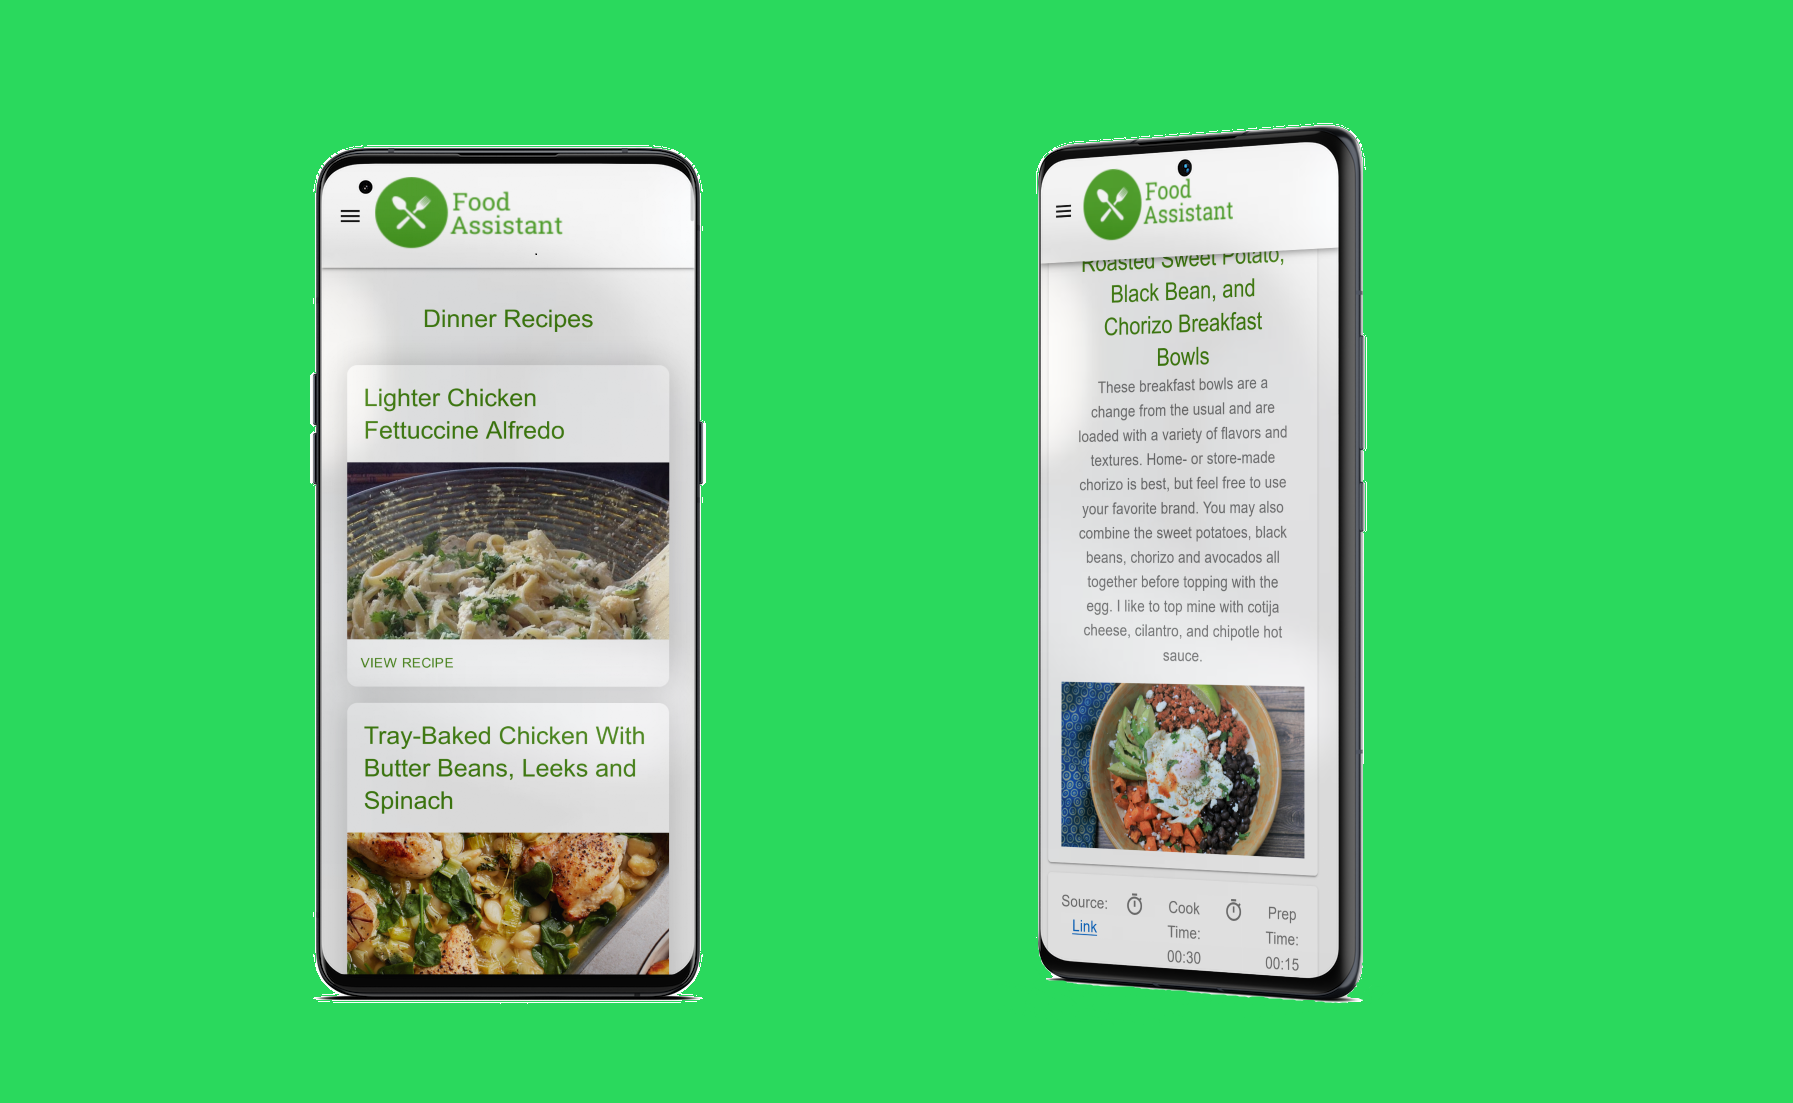 Food
Assistant
Dinner Recipes
Lighter Chicken
Fettuccine Alfredo
VIEW RECIPE
Tray-Baked Chicken With
Butter Beans, Leeks and
Spinach
Food
Assistant
Roasted Sweet Potato,
Black Bean, and
Chorizo Breakfast
Bowls
These breakfast bowls are a
change from the usual and are
loaded with a variety of flavors and
textures. Home- or store-made
chorizo is best, but feel free to use
your favorite brand. You may also
combine the sweet potatoes, black
beans, chorizo and avocados all
together before topping with the
egg. I like to top mine with cotija
cheese, cilantro, and chipotle hot
sauce.
Source:
Link
Cook
Time:
00:30
Prep
Time:
00:15